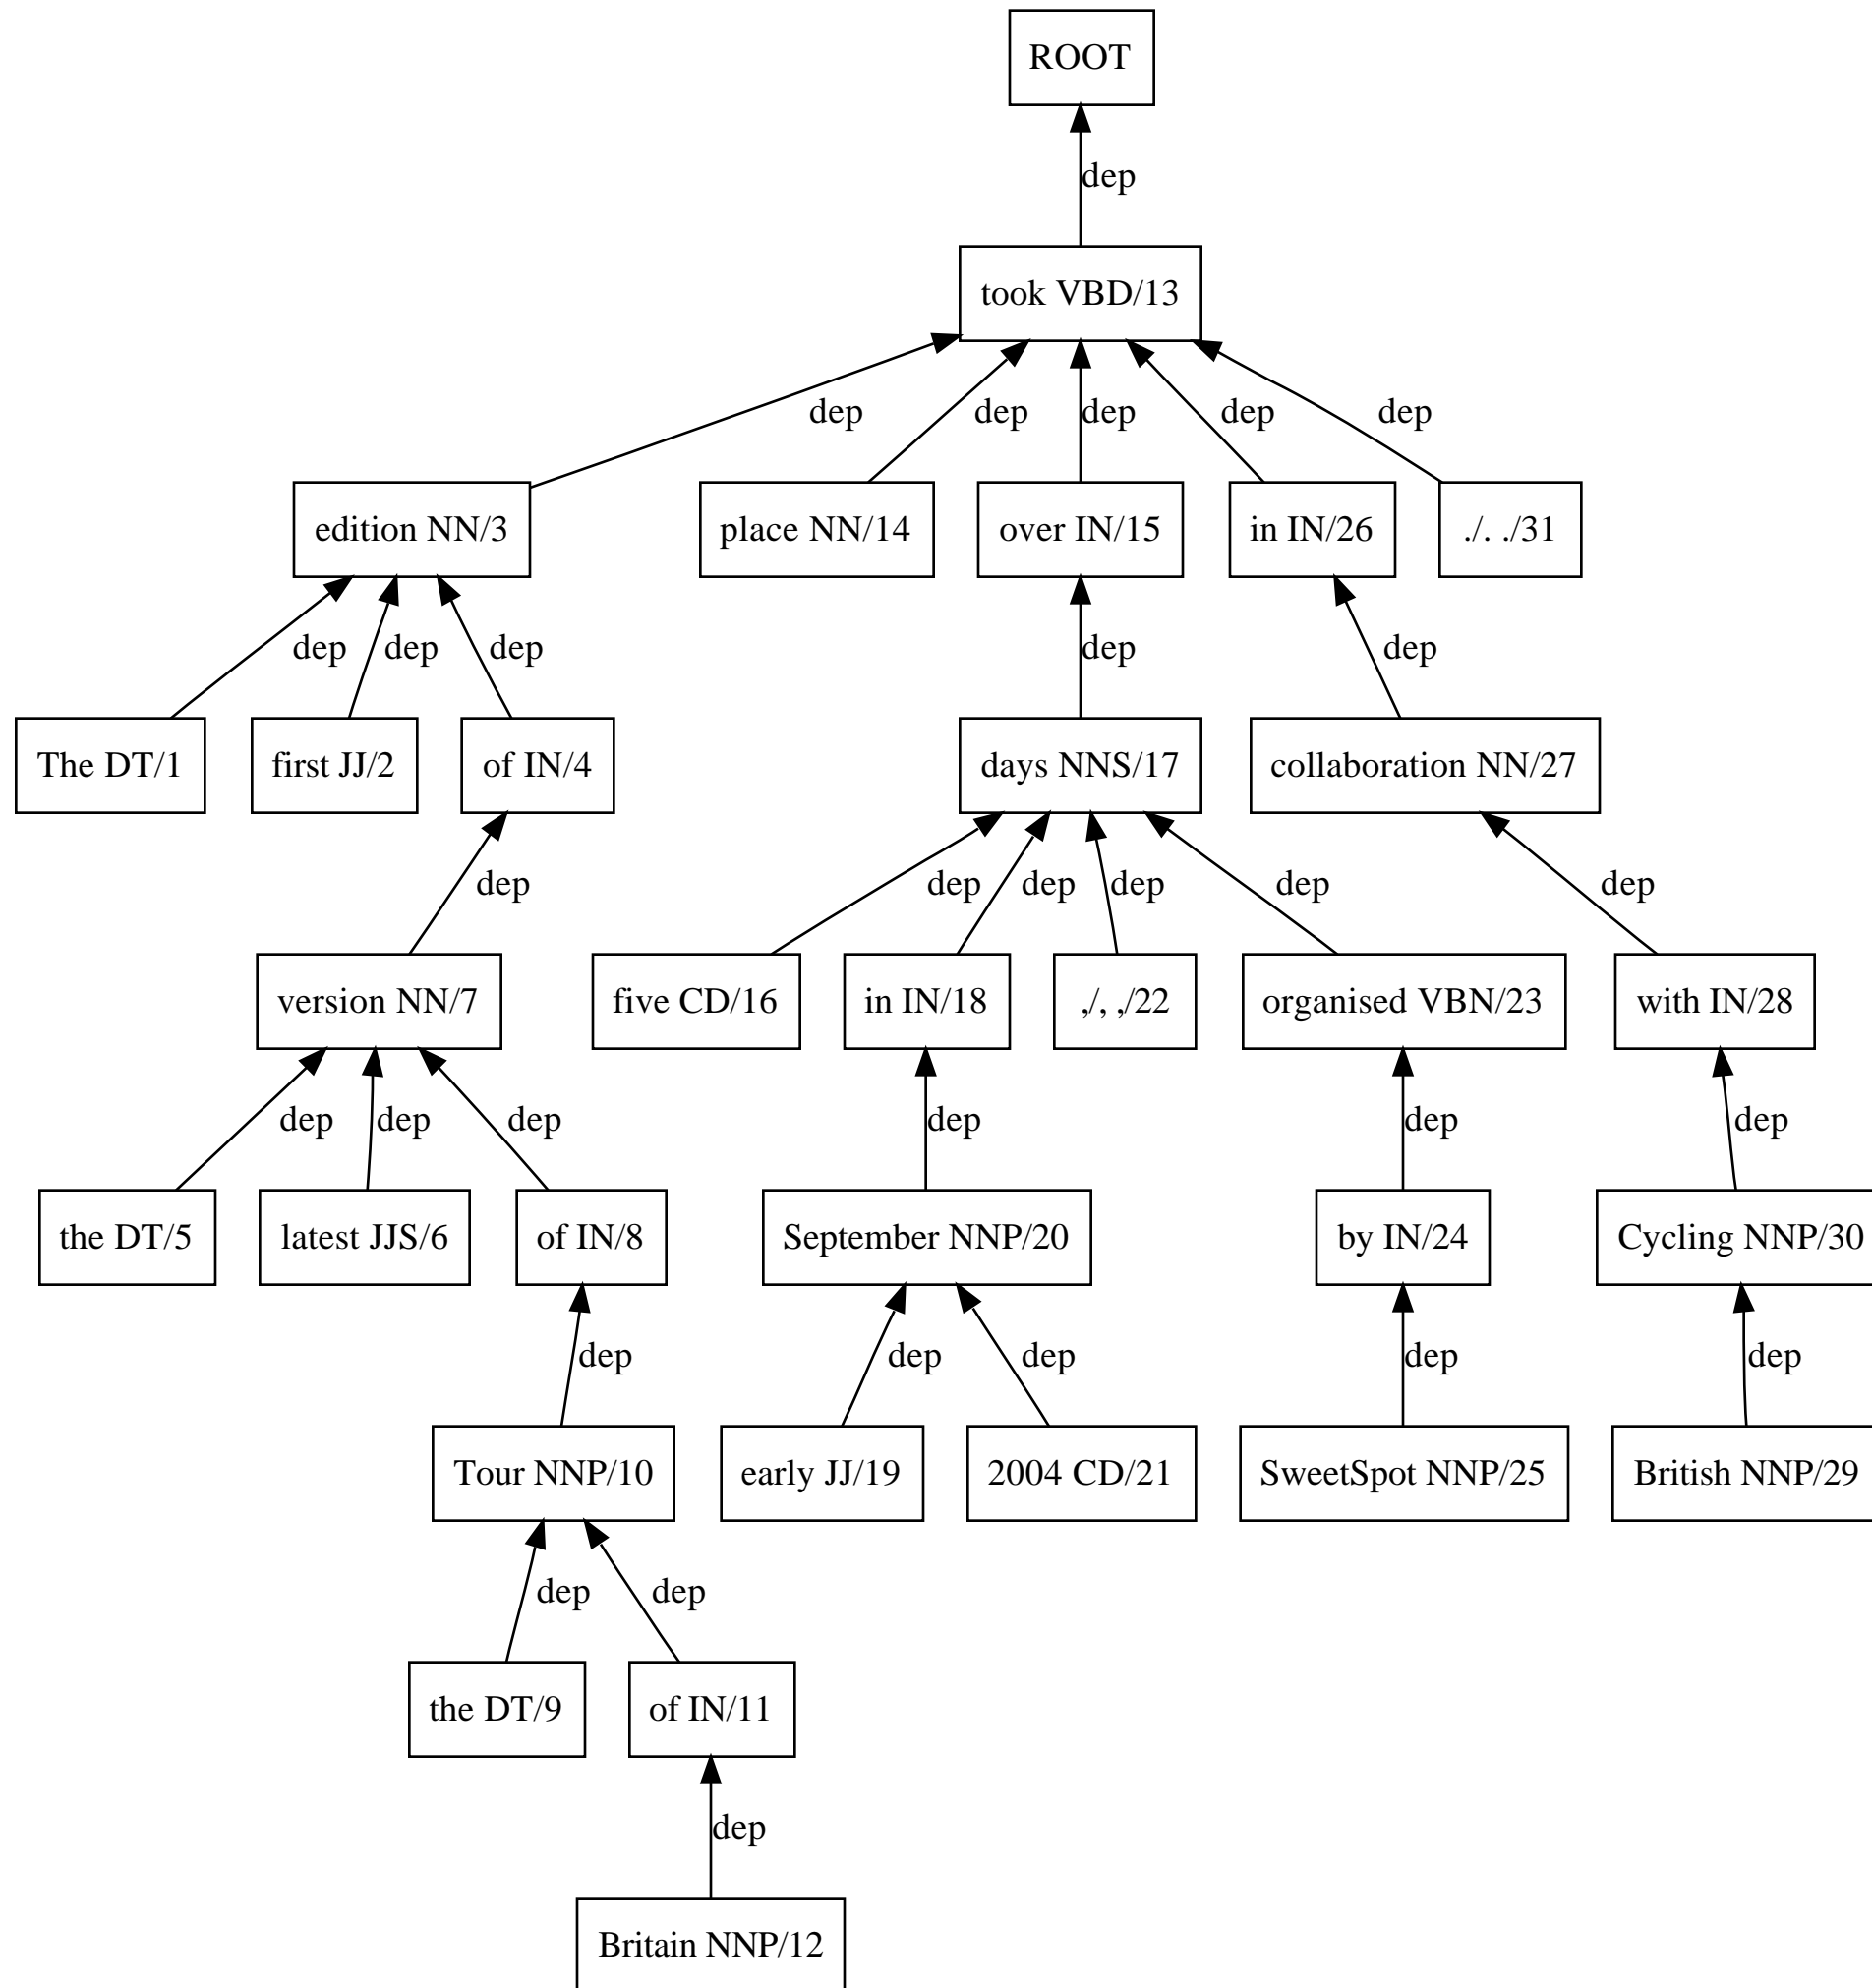 ROOT
dep
took VBD/13
dep dep dep dep dep
edition NN/3 place NN/14 over IN/15 in IN/26 ./. ./31
dep dep dep dep dep
The DT/1 first JJ/2 of IN/4 days NNS/17 collaboration NN/27
dep dep dep dep dep dep
version NN/7 five CD/16 in IN/18 ,/, ,/22 organised VBN/23 with IN/28
dep dep dep dep dep dep
the DT/5 latest JJS/6 of IN/8 September NNP/20 by IN/24 Cycling NNP/30
dep dep dep dep dep
Tour NNP/10 early JJ/19 2004 CD/21 SweetSpot NNP/25 British NNP/29
dep dep
the DT/9 of IN/11
dep
Britain NNP/12